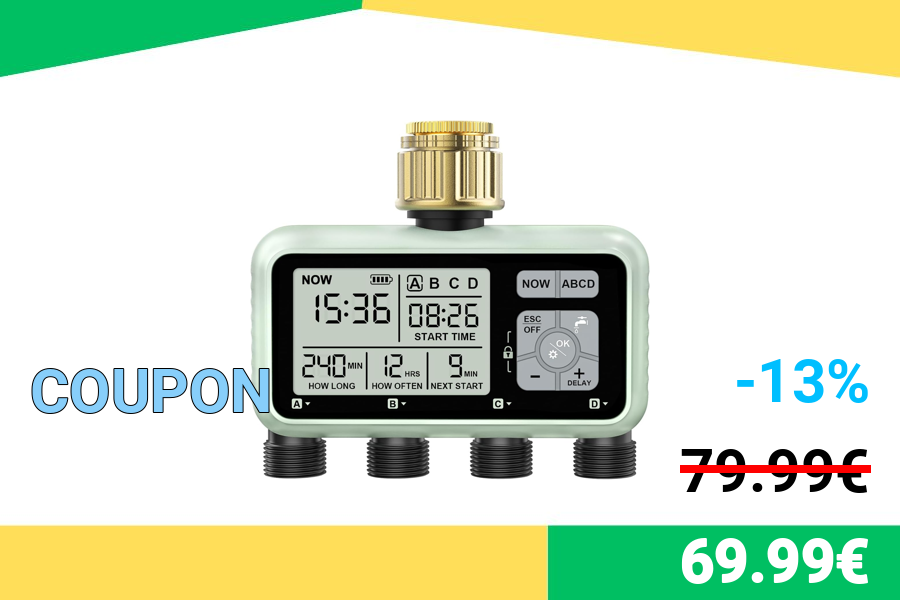 NOW
A B C D
15:36
08:26
START TIME
240 MIN
12 HRS
9 MIN
HOW LONG
HOW OFTEN
NEXT START
NOW
ABCD
ESC
OFF
OK
+
-
DELAY
A
B
C
D
COUPON
-13%
79.99€
69.99€